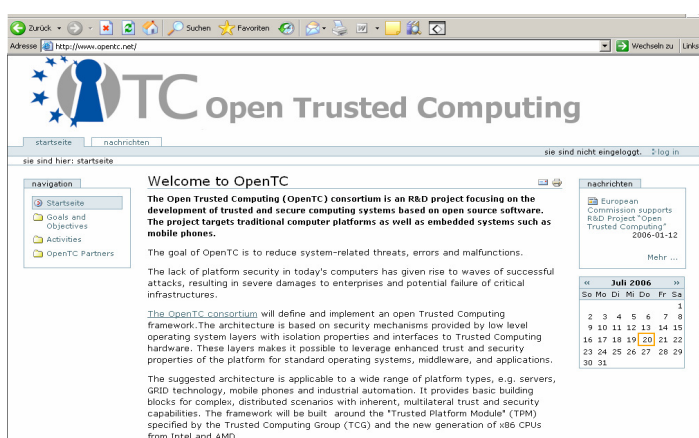 Zurück
Suchen
Favoriten
Adresse http://www.opentc.net/
Wechseln zu
Links
TC Open Trusted Computing
startseite
nachrichten
sie sind nicht eingeloggt.
log in
sie sind hier: startseite
navigation
Startseite
Goals and
Objectives
Activities
OpenTC Partners
Welcome to OpenTC
The Open Trusted Computing (OpenTC) consortium is an R&D project focusing on the
development of trusted and secure computing systems based on open source software.
The project targets traditional computer platforms as well as embedded systems such as
mobile phones.
The goal of OpenTC is to reduce system-related threats, errors and malfunctions.
The lack of platform security in today's computers has given rise to waves of successful
attacks, resulting in severe damages to enterprises and potential failure of critical
infrastructures.
The OpenTC consortium will define and implement an open Trusted Computing
framework.The architecture is based on security mechanisms provided by low level
operating system layers with isolation properties and interfaces to Trusted Computing
hardware. These layers makes it possible to leverage enhanced trust and security
properties of the platform for standard operating systems, middleware, and applications.
The suggested architecture is applicable to a wide range of platform types, e.g. servers,
GRID technology, mobile phones and industrial automation. It provides basic building
blocks for complex, distributed scenarios with inherent, multilateral trust and security
capabilities. The framework will be built around the "Trusted Platform Module" (TPM)
specified by the Trusted Computing Group (TCG) and the new generation of x86 CPUs
from Intel and AMD.
nachrichten
European
Commission supports
R&D Project "Open
Trusted Computing"
2006-01-12
Mehr ...
« Juli 2006 »
So Mo Di Mi Do Fr Sa
1
2 3 4 5 6 7 8
9 10 11 12 13 14 15
16 17 18 19 20 21 22
23 24 25 26 27 28 29
30 31